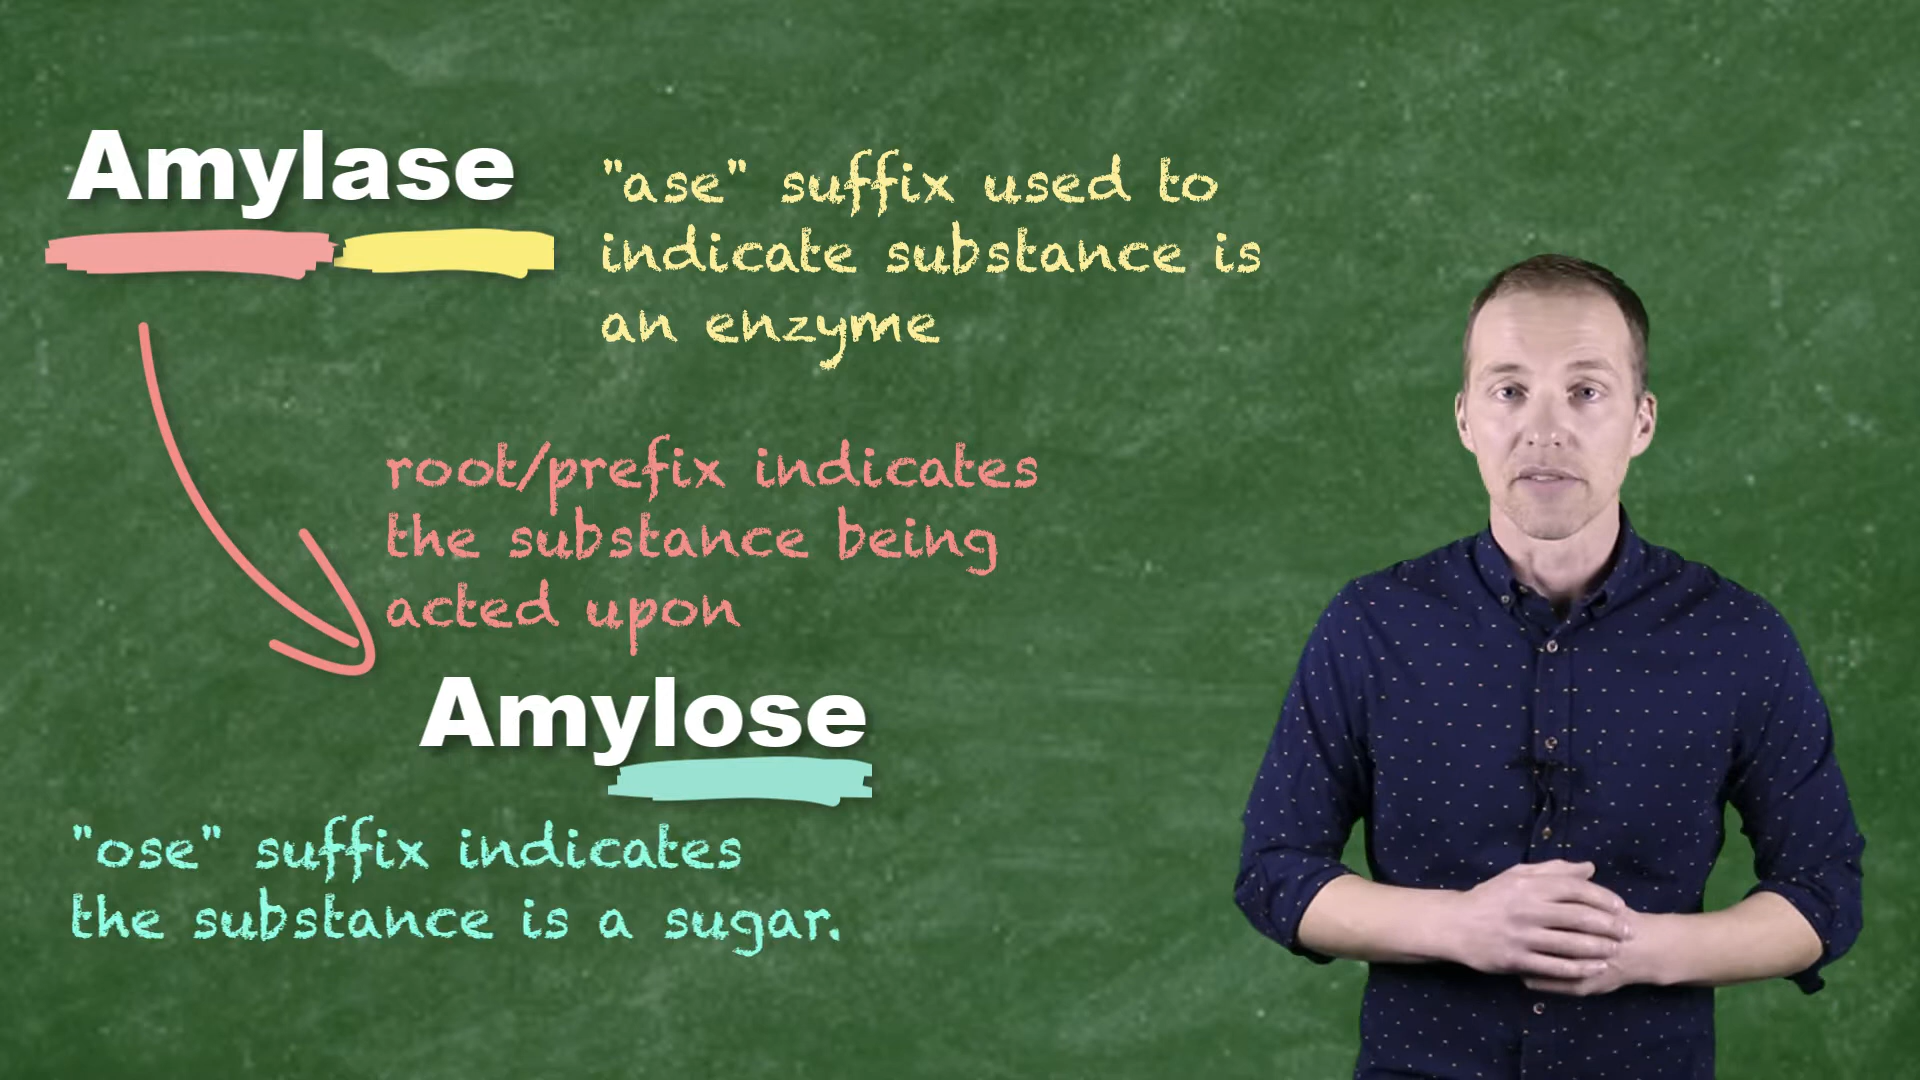 Amylase
"ase" suffix used to
indicate substance is
an enzyme
root/prefix indicates
the substance being
acted upon
Amylose
"ose" suffix indicates
the substance is a sugar.